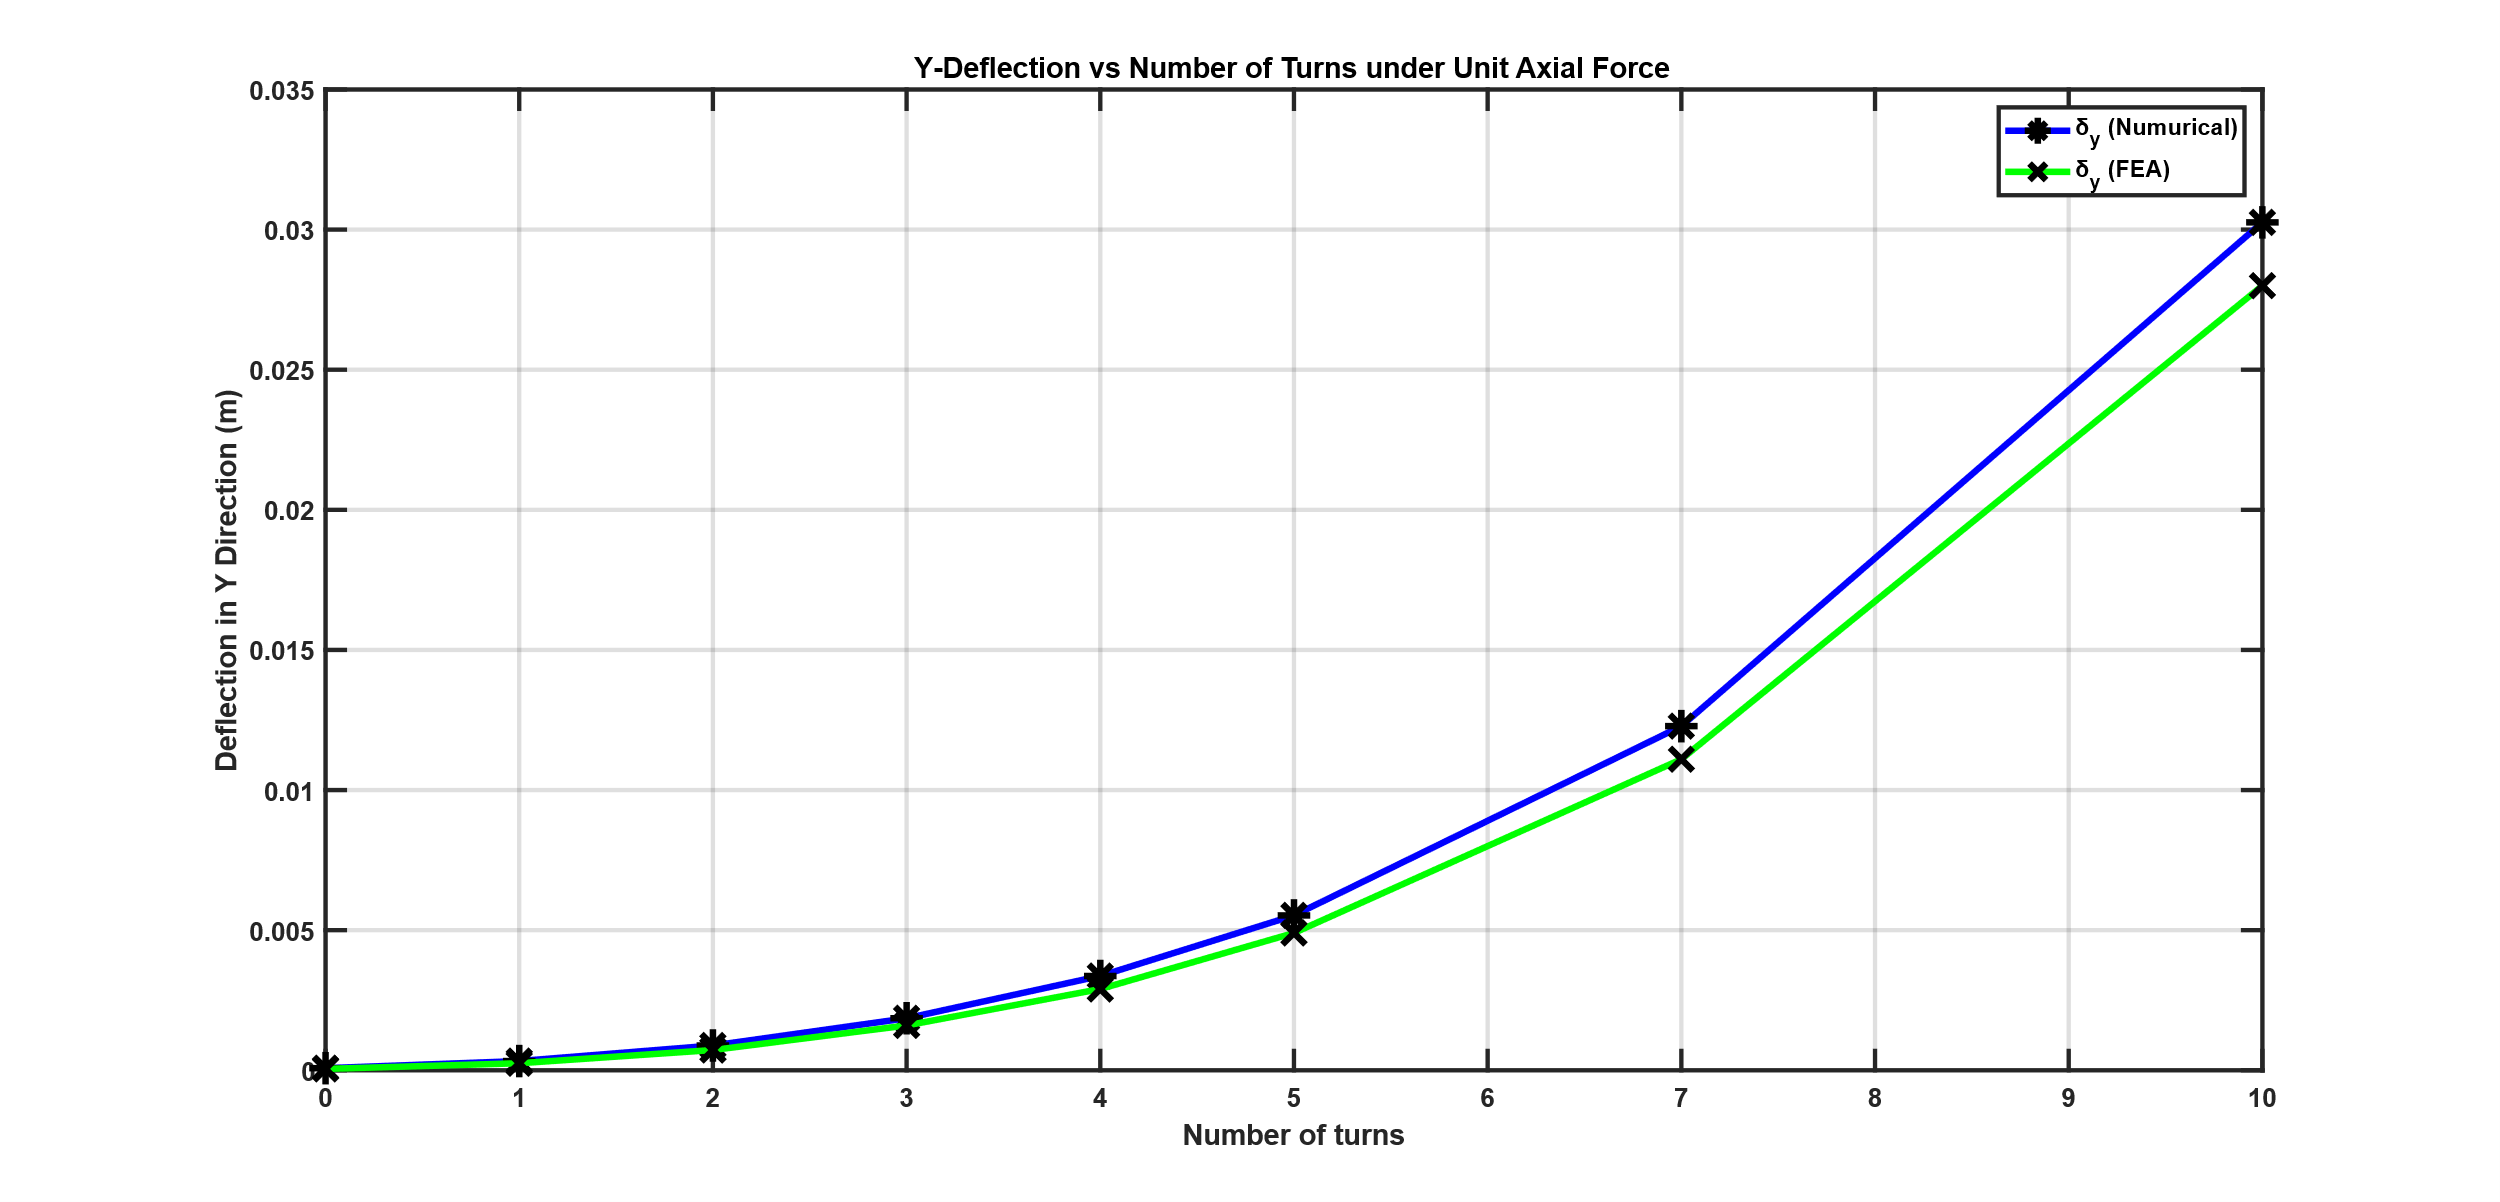 Y-Deflection vs Number of Turns under Unit Axial Force
δy (Numurical)
δy (FEA)
Deflection in Y Direction (m)
0.035
0.03
0.025
0.02
0.015
0.01
0.005
0
0 1 2 3 4 5 6 7 8 9 10
Number of turns